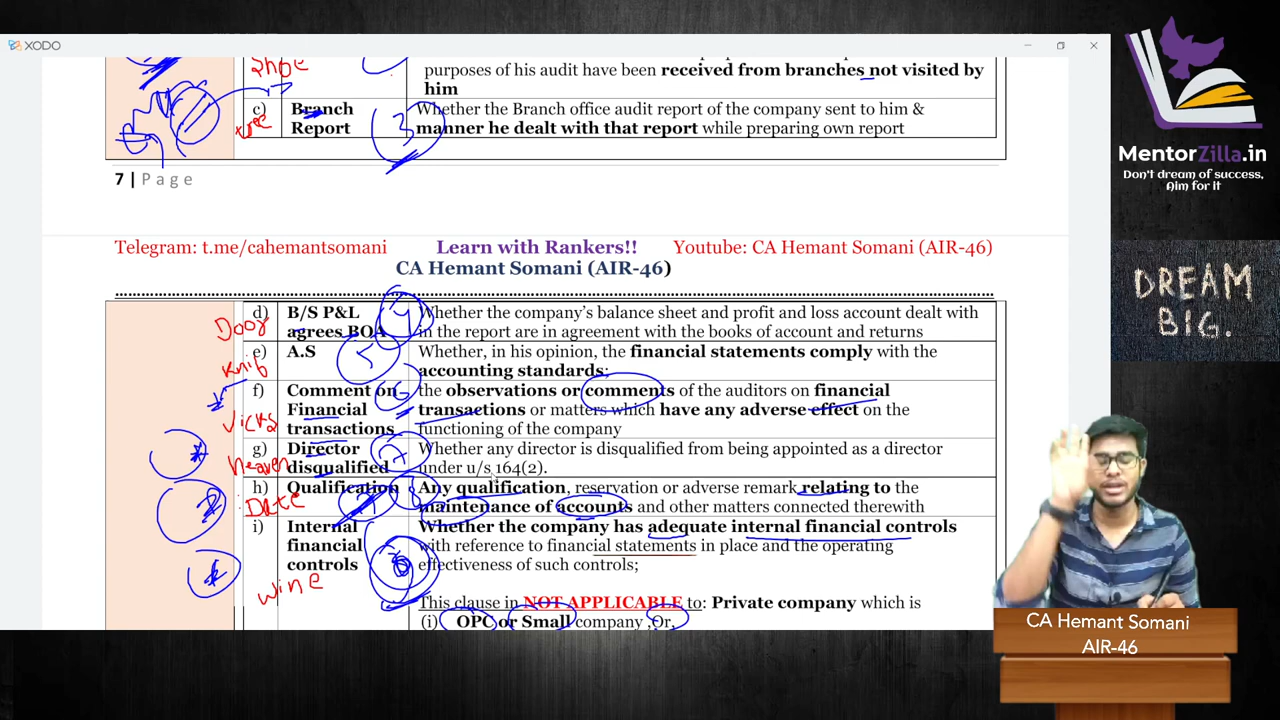 XODO
Shoe
purposes of his audit have been received from branches not visited by
him
c) Branch Report
Whether the Branch office audit report of the company sent to him &
manner he dealt with that report while preparing own report
tree
3
7 | Page
Telegram: t.me/cahemantsomani Learn with Rankers!! Youtube: CA Hemant Somani (AIR-46)
CA Hemant Somani (AIR-46)
d) B/S P&L agrees BOA
Whether the company's balance sheet and profit and loss account dealt with
in the report are in agreement with the books of account and returns
Door
4
e) A.S
Whether, in his opinion, the financial statements comply with the
accounting standards;
5
f) Comment on
Financial
transactions
the observations or comments of the auditors on financial
transactions or matters which have any adverse effect on the
functioning of the company
6
Vicks
g) Director
disqualified
Whether any director is disqualified from being appointed as a director
under u/s 164(2).
7
heaven
h) Qualification
Any qualification, reservation or adverse remark relating to the
maintenance of accounts and other matters connected therewith
8
Date
i) Internal
financial
controls
Whether the company has adequate internal financial controls
with reference to financial statements in place and the operating
effectiveness of such controls;
wine
This clause in NOT APPLICABLE to: Private company which is
(i) OPC or Small company ,Or,
MentorZilla.in
Don't dream of success,
Aim for it
DREAM
BIG.
CA Hemant Somani
AIR-46